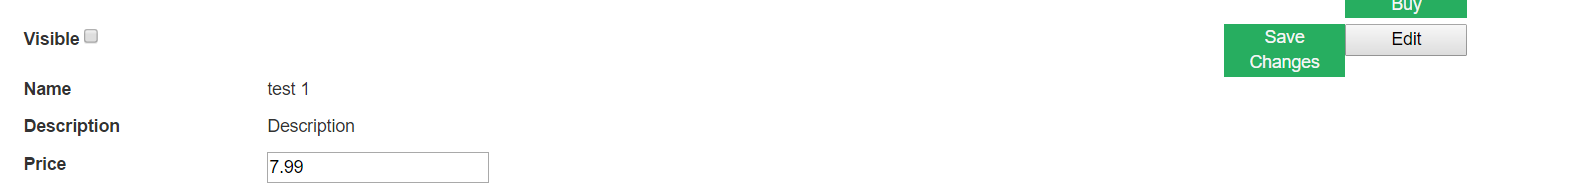 Buy
Visible
Save
Changes
Edit
Name test 1
Description Description
Price 7.99